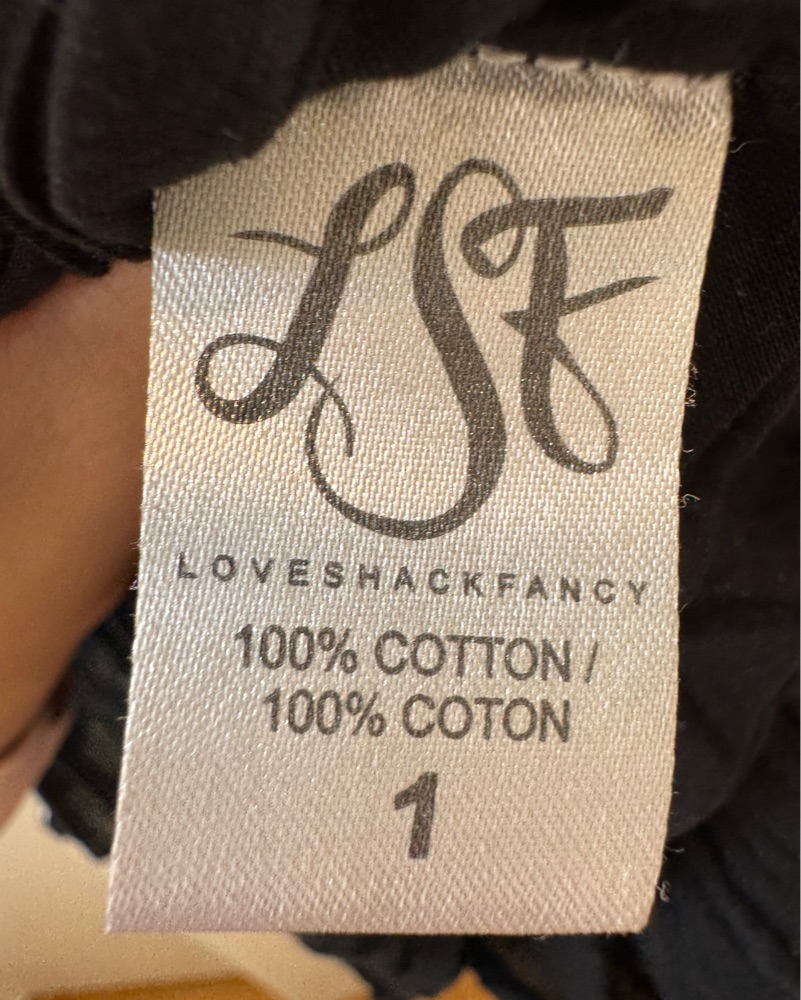 LSF
LOVESHACKFANCY
100% COTTON /
100% COTON
1